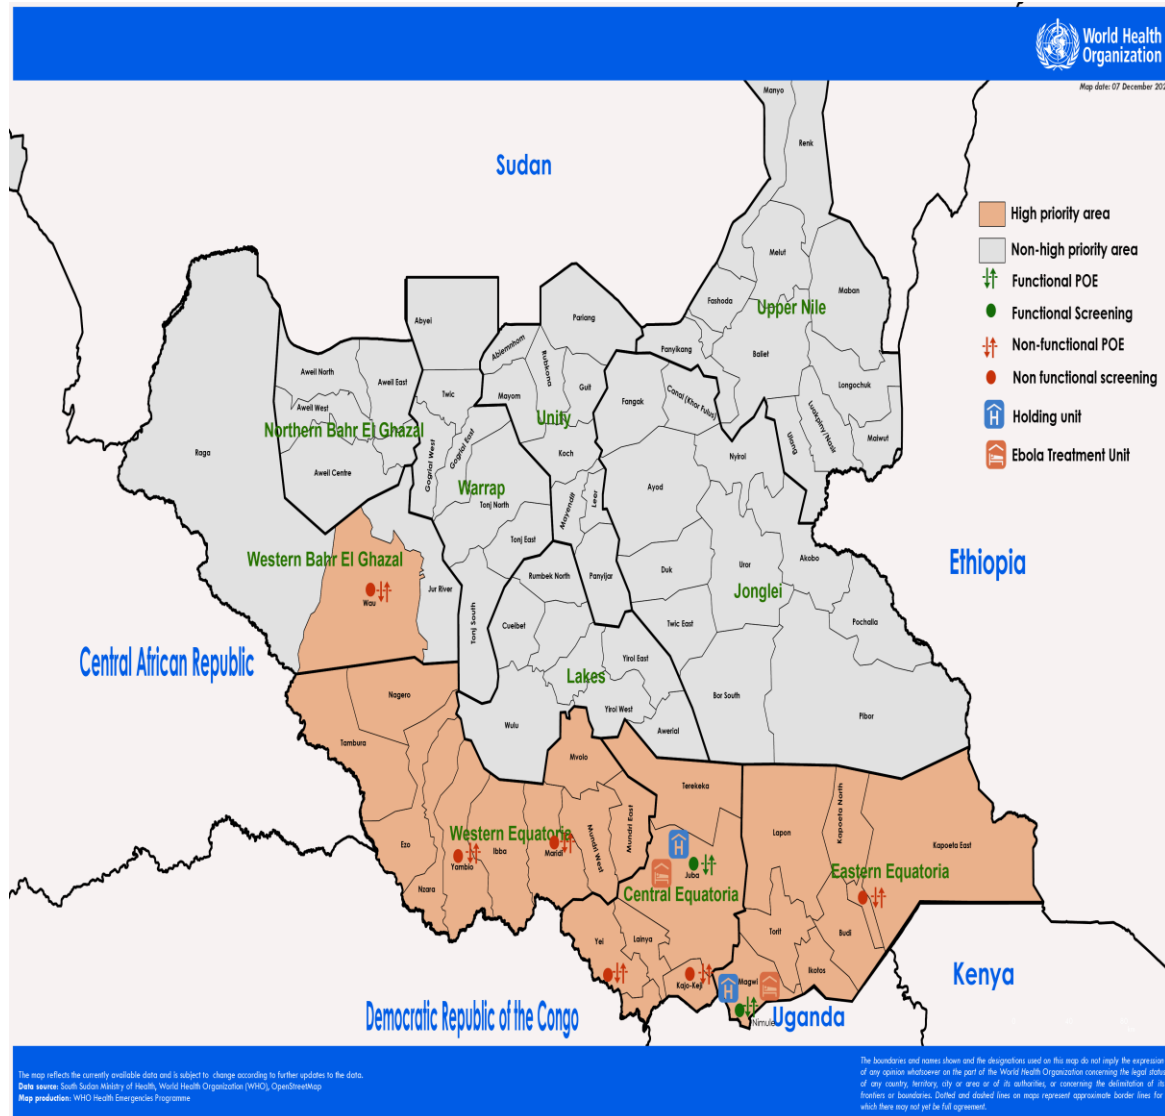 World Health
Organization
Map date: 07 December 202
Sudan
Manyo
Renk
High priority area
Non-high priority area
Functional POE
Functional Screening
Non-functional POE
Non functional screening
Holding unit
Ebola Treatment Unit
Melut
Maban
Fashoda
Upper Nile
Abyei
Pariang
Panyikang
Baliet
Abiemnhom
Rubkona
Guit
Aweil North
Aweil East
Twic
Mayom
Fangak
Canal (Khor Fulus)
Longochuk
Aweil West
Unity
Luakpiny/Nasir
Maiwut
Northern Bahr El Ghazal
Ulang
Raga
Gogrial West
Gogrial East
Koch
Nyirol
Aweil Centre
Warrap
Ayod
Tonj North
Mayendit
Leer
Tonj East
Western Bahr El Ghazal
Akobo
Ethiopia
Uror
Rumbek North
Panyijar
Duk
Jonglei
Jur River
Wau
Tonj South
Cueibet
Twic East
Pochalla
Central African Republic
Yirol East
Lakes
Nagero
Bor South
Yirol West
Pibor
Wulu
Awerial
Tambura
Mvolo
Terekeka
Kapoeta North
Mundri East
Western Equatoria
Lapon
Ezo
Ibba
Maridi
Mundri West
Kapoeta East
Yambio
H
Juba
Eastern Equatoria
Nzara
Central Equatoria
Yei
Lainya
Torit
Budi
Ikotos
Kajo-Keji
H
Magwi
Kenya
Democratic Republic of the Congo
Nimule
Uganda
The map reflects the currently available data and is subject to change according to further updates to the data.
Data source: South Sudan Ministry of Health, World Health Organization (WHO), OpenStreetMap
Map production: WHO Health Emergencies Programme
The boundaries and names shown and the designations used on this map do not imply the expression
of any opinion whatsoever on the part of the World Health Organization concerning the legal status
of any country, territory, city or area or of its authorities, or concerning the delimitation of its
frontiers or boundaries. Dotted and dashed lines on maps represent approximate border lines for
which there may not yet be full agreement.